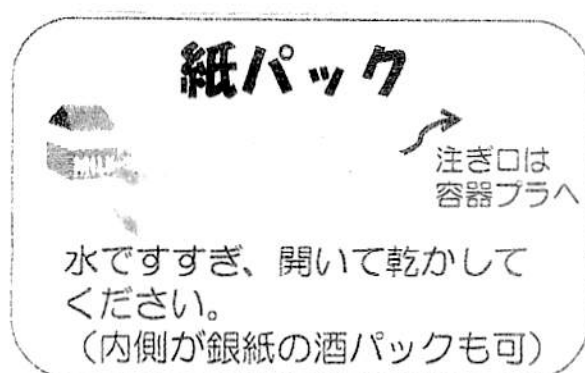 紙パック
注ぎ口は
容器プラへ
水ですすぎ、開いて乾かして
ください。
（内側が銀紙の酒パックも可）